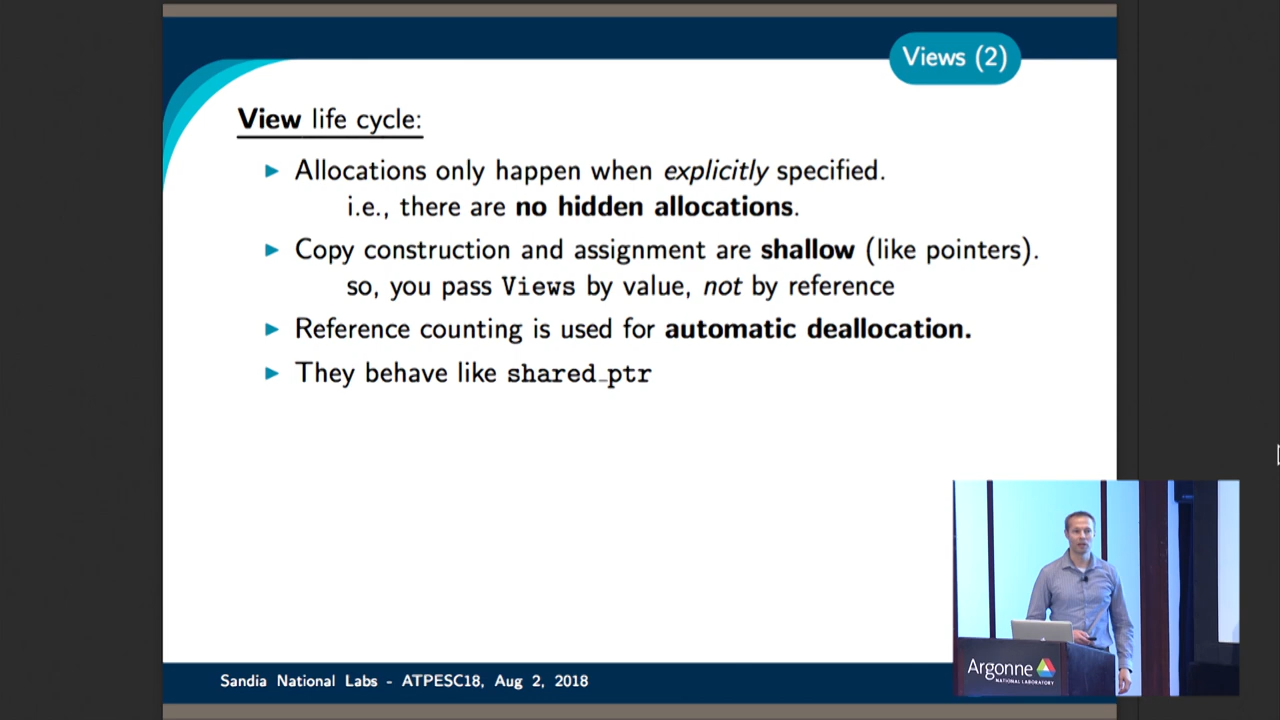 Views (2)
View life cycle:
Allocations only happen when explicitly specified.
i.e., there are no hidden allocations.
Copy construction and assignment are shallow (like pointers).
so, you pass Views by value, not by reference
Reference counting is used for automatic deallocation.
They behave like shared_ptr
Sandia National Labs - ATPESC18, Aug 2, 2018
Argonne
NATIONAL LABORATORY